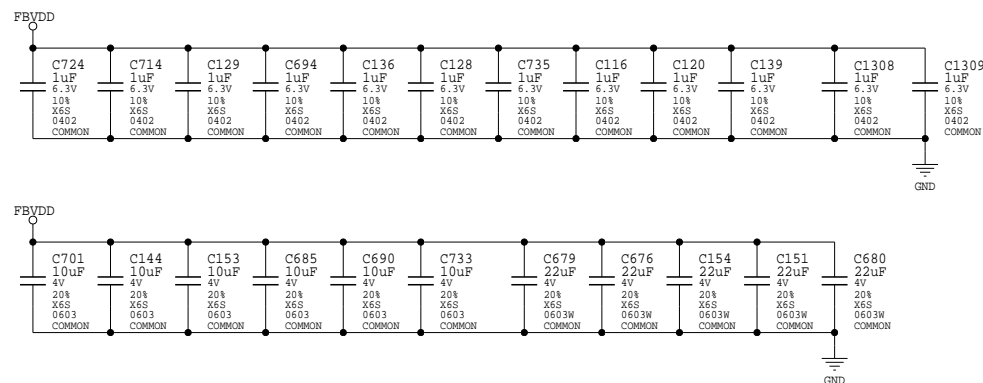 FBVDD
C724 C714 C129 C694 C136 C128 C735 C116 C120 C139 C1308 C1309
1uF 1uF 1uF 1uF 1uF 1uF 1uF 1uF 1uF 1uF 1uF 1uF
6.3V 6.3V 6.3V 6.3V 6.3V 6.3V 6.3V 6.3V 6.3V 6.3V 6.3V 6.3V
10% 10% 10% 10% 10% 10% 10% 10% 10% 10% 10% 10%
X6S X6S X6S X6S X6S X6S X6S X6S X6S X6S X6S X6S
0402 0402 0402 0402 0402 0402 0402 0402 0402 0402 0402 0402
COMMON COMMON COMMON COMMON COMMON COMMON COMMON COMMON COMMON COMMON COMMON COMMON
GND
FBVDD
C701 C144 C153 C685 C690 C733 C679 C676 C154 C151 C680
10uF 10uF 10uF 10uF 10uF 10uF 22uF 22uF 22uF 22uF 22uF
4V 4V 4V 4V 4V 4V 4V 4V 4V 4V 4V
20% 20% 20% 20% 20% 20% 20% 20% 20% 20% 20%
X6S X6S X6S X6S X6S X6S X6S X6S X6S X6S X6S
0603 0603 0603 0603 0603 0603 0603W 0603W 0603W 0603W 0603W
COMMON COMMON COMMON COMMON COMMON COMMON COMMON COMMON COMMON COMMON COMMON
GND